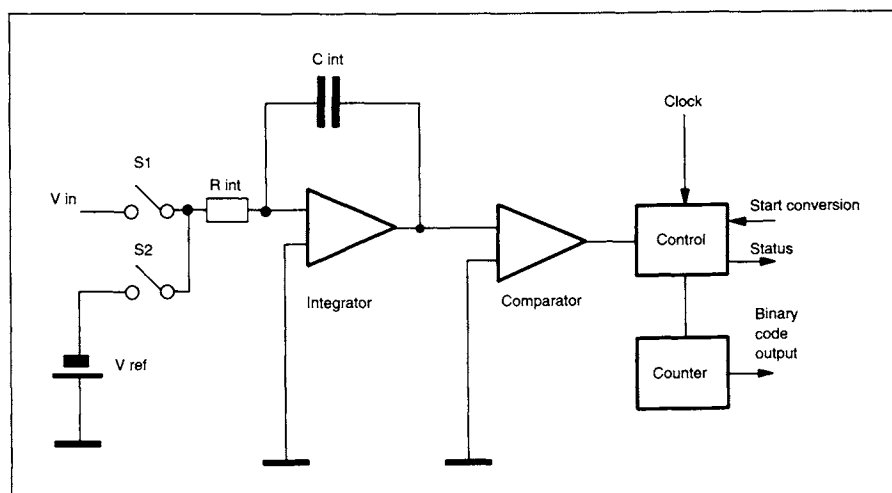 C int
Clock
S1
V in
R int
Start conversion
Control
Status
S2
Integrator
Comparator
Binary
code
output
V ref
Counter